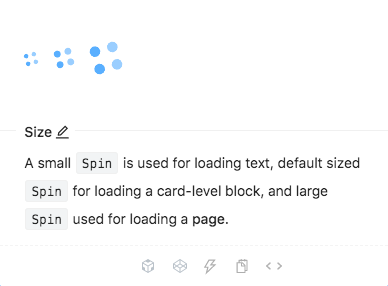 Size
A small Spin is used for loading text, default sized
Spin for loading a card-level block, and large
Spin used for loading a page.